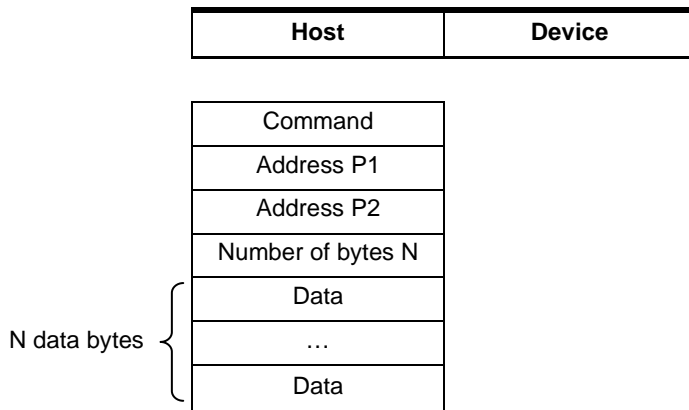 Host Device
Command
Address P1
Address P2
Number of bytes N
Data
N data bytes …
Data